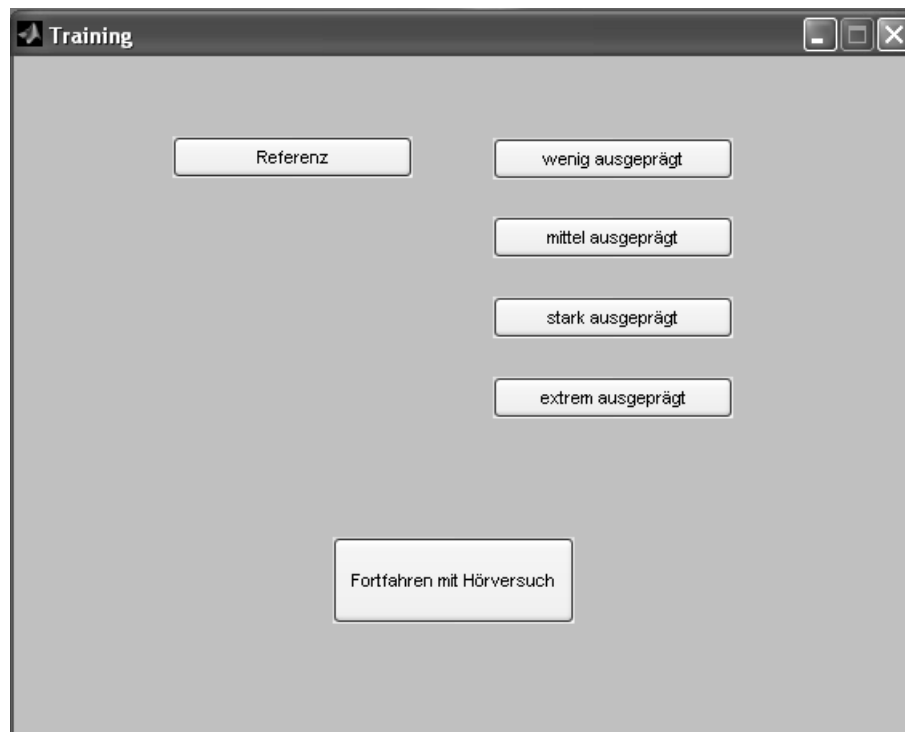 Training
Referenz
wenig ausgeprägt
mittel ausgeprägt
stark ausgeprägt
extrem ausgeprägt
Fortfahren mit Hörversuch